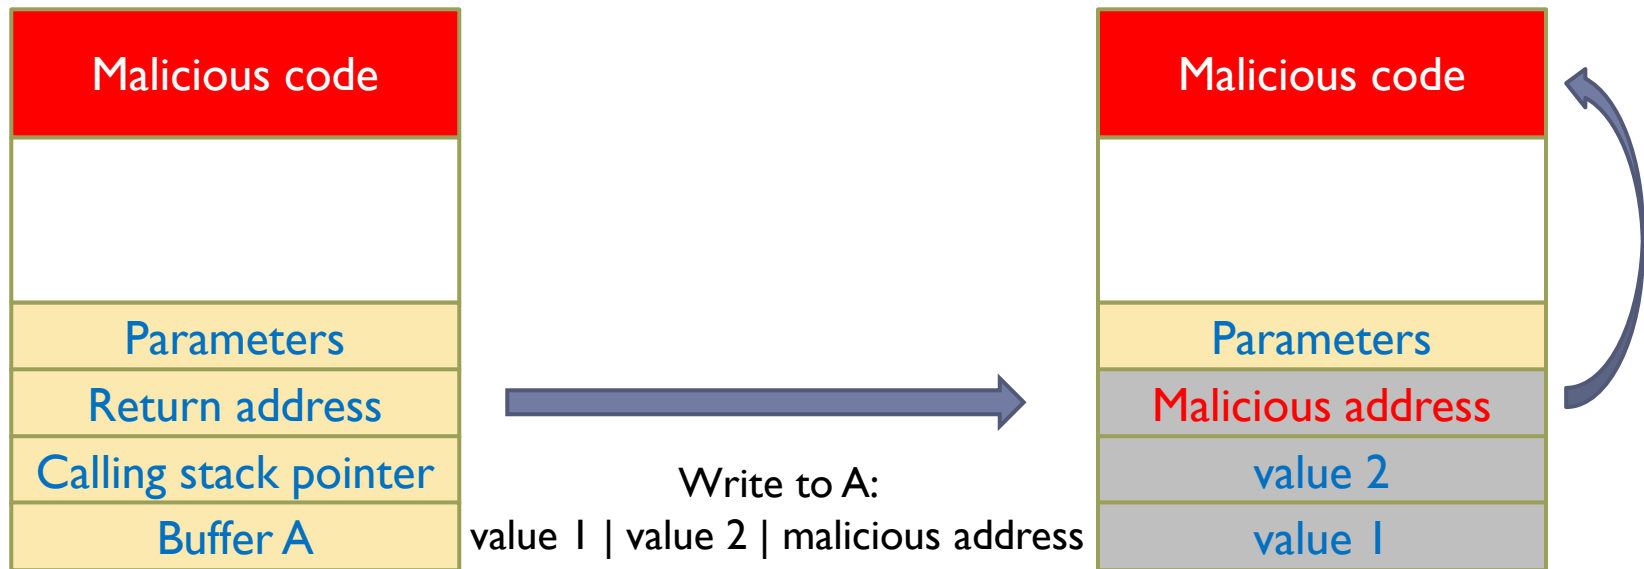 Malicious code
Parameters
Return address
Calling stack pointer
Buffer A
Write to A:
value 1 | value 2 | malicious address
Malicious code
Parameters
Malicious address
value 2
value 1